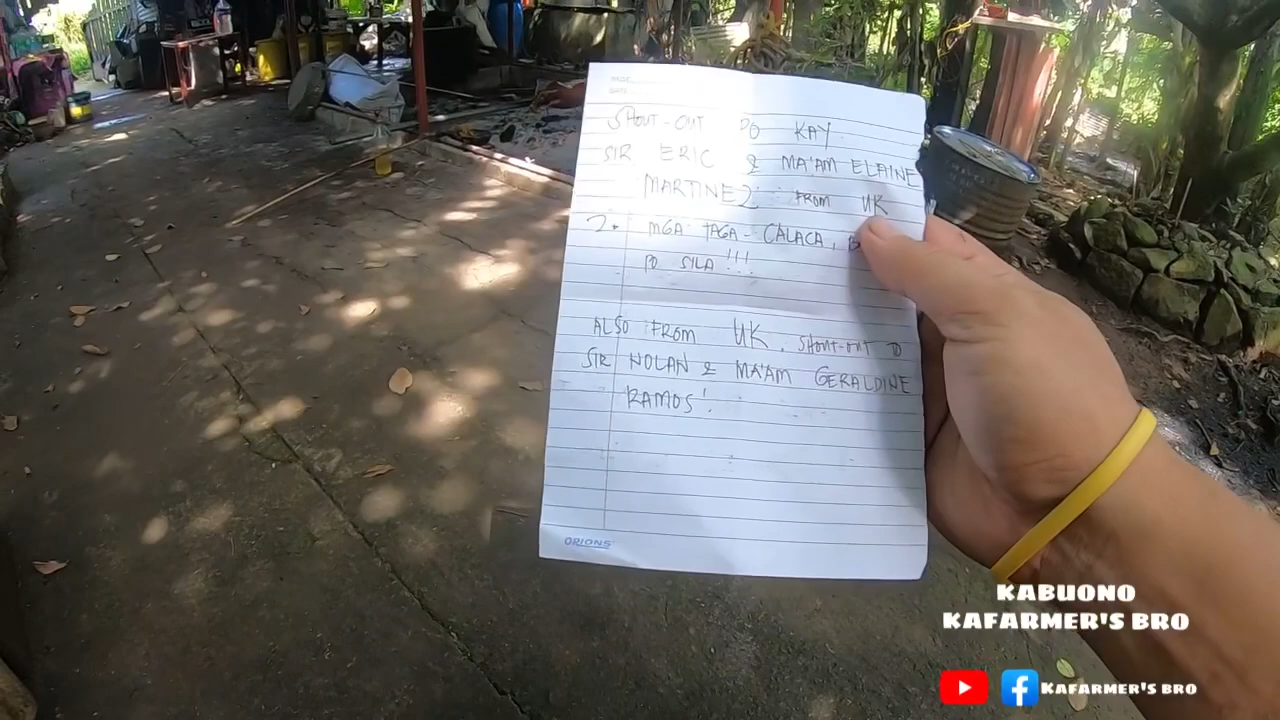 SHOUT-OUT PO KAY
SIR ERIC & MA'AM ELAINE
MARTINEZ FROM UK
2. MGA TAGA-CALACA,
PO SILA!!!
ALSO FROM UK. SHOUT-OUT TO
SIR NOLAN & MA'AM GERALDINE
RAMOS!
ORIONS
KABUONO
KAFARMER'S BRO
KAFARMER'S BRO